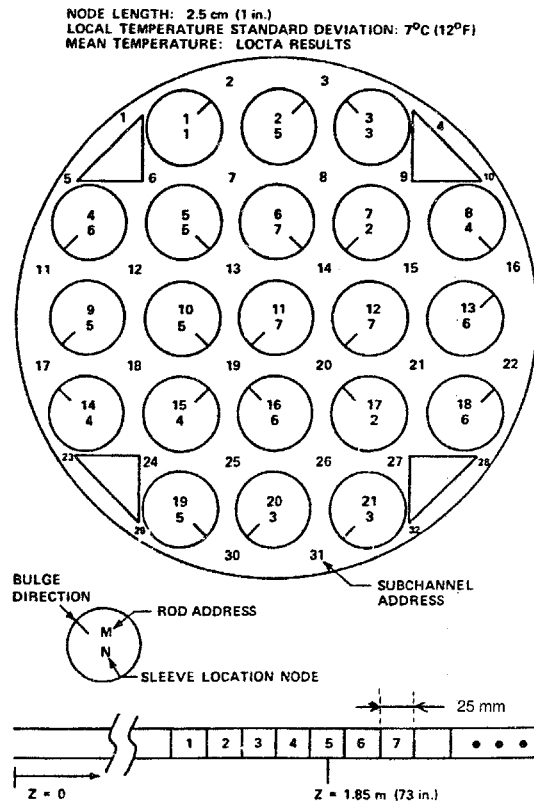 NODE LENGTH: 2.5 cm (1 in.)
LOCAL TEMPERATURE STANDARD DEVIATION: 7°C (12°F)
MEAN TEMPERATURE: LOCTA RESULTS
2 3
1 4
1 2 3
1 5 3
5 6 7 8 9 10
4 5 6 7 8
6 5 7 2 4
11 12 13 14 15 16
9 10 11 12 13
5 5 7 7 6
17 18 19 20 21 22
14 15 16 17 18
4 4 6 2 6
23 24 25 26 27 28
19 20 21
5 3 3
29 32
30 31
SUBCHANNEL
ADDRESS
BULGE
DIRECTION
ROD ADDRESS
M
N
SLEEVE LOCATION NODE
25 mm
1 2 3 4 5 6 7
Z = 0 Z = 1.85 m (73 in.)